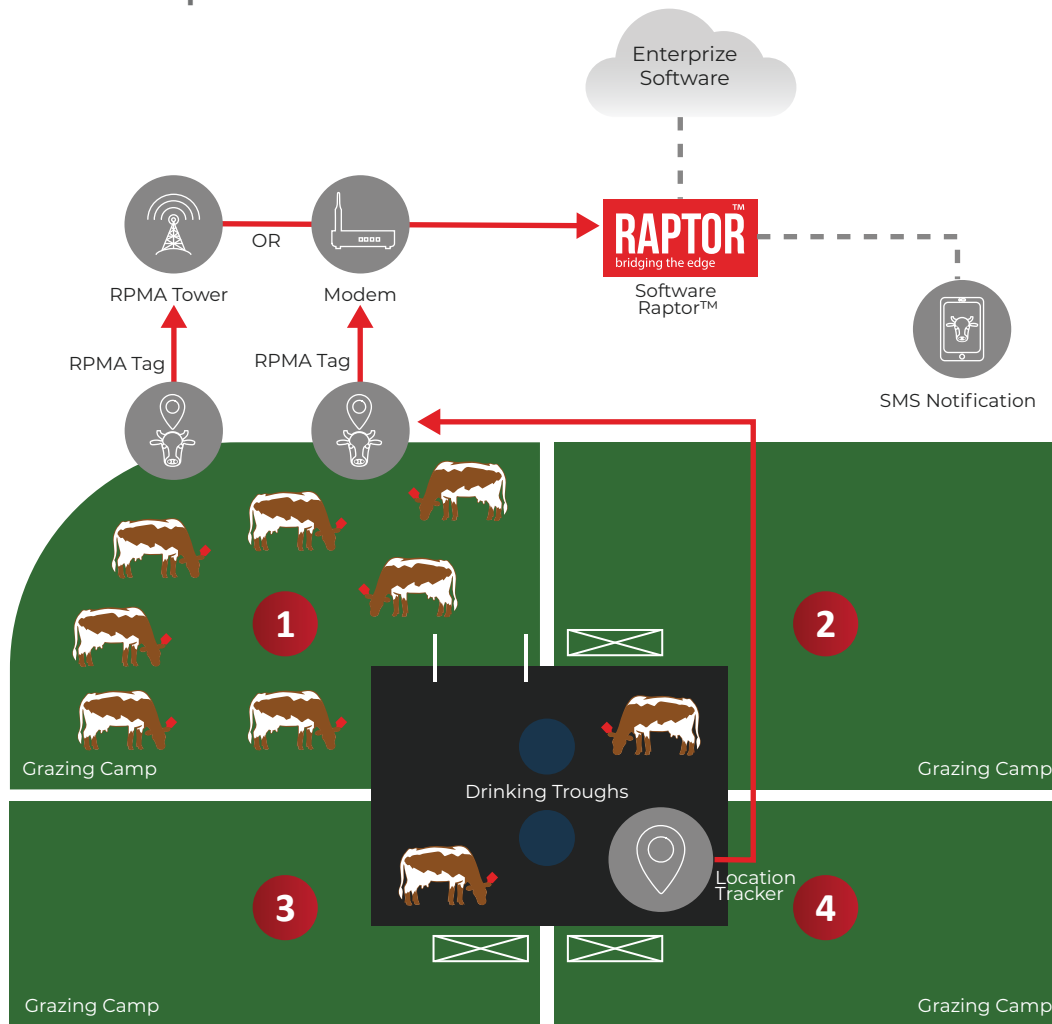 Enterprize
Software
RAPTOR™
bridging the edge
OR
RPMA Tower
Modem
Software
Raptor™
RPMA Tag
RPMA Tag
SMS Notification
1
2
Grazing Camp
Grazing Camp
Drinking Troughs
Location
Tracker
3
4
Grazing Camp
Grazing Camp